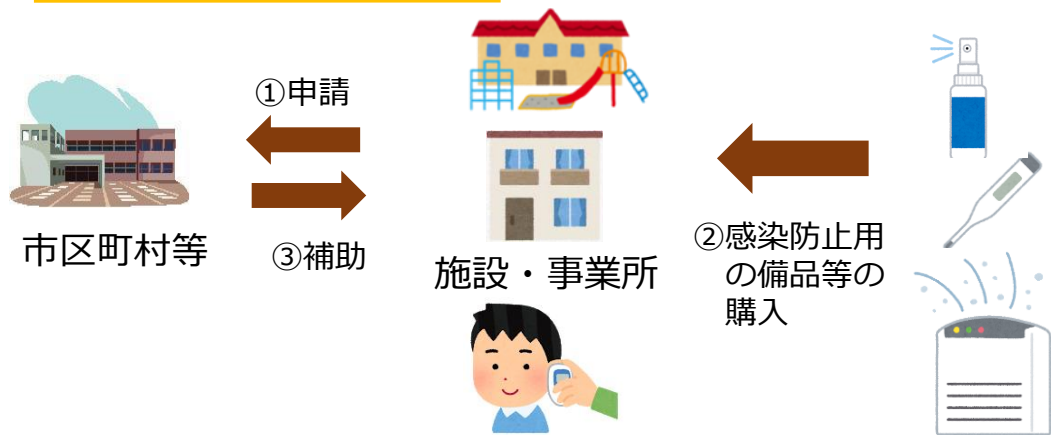 ①申請
市区町村等
③補助
施設・事業所
②感染防止用
の備品等の
購入